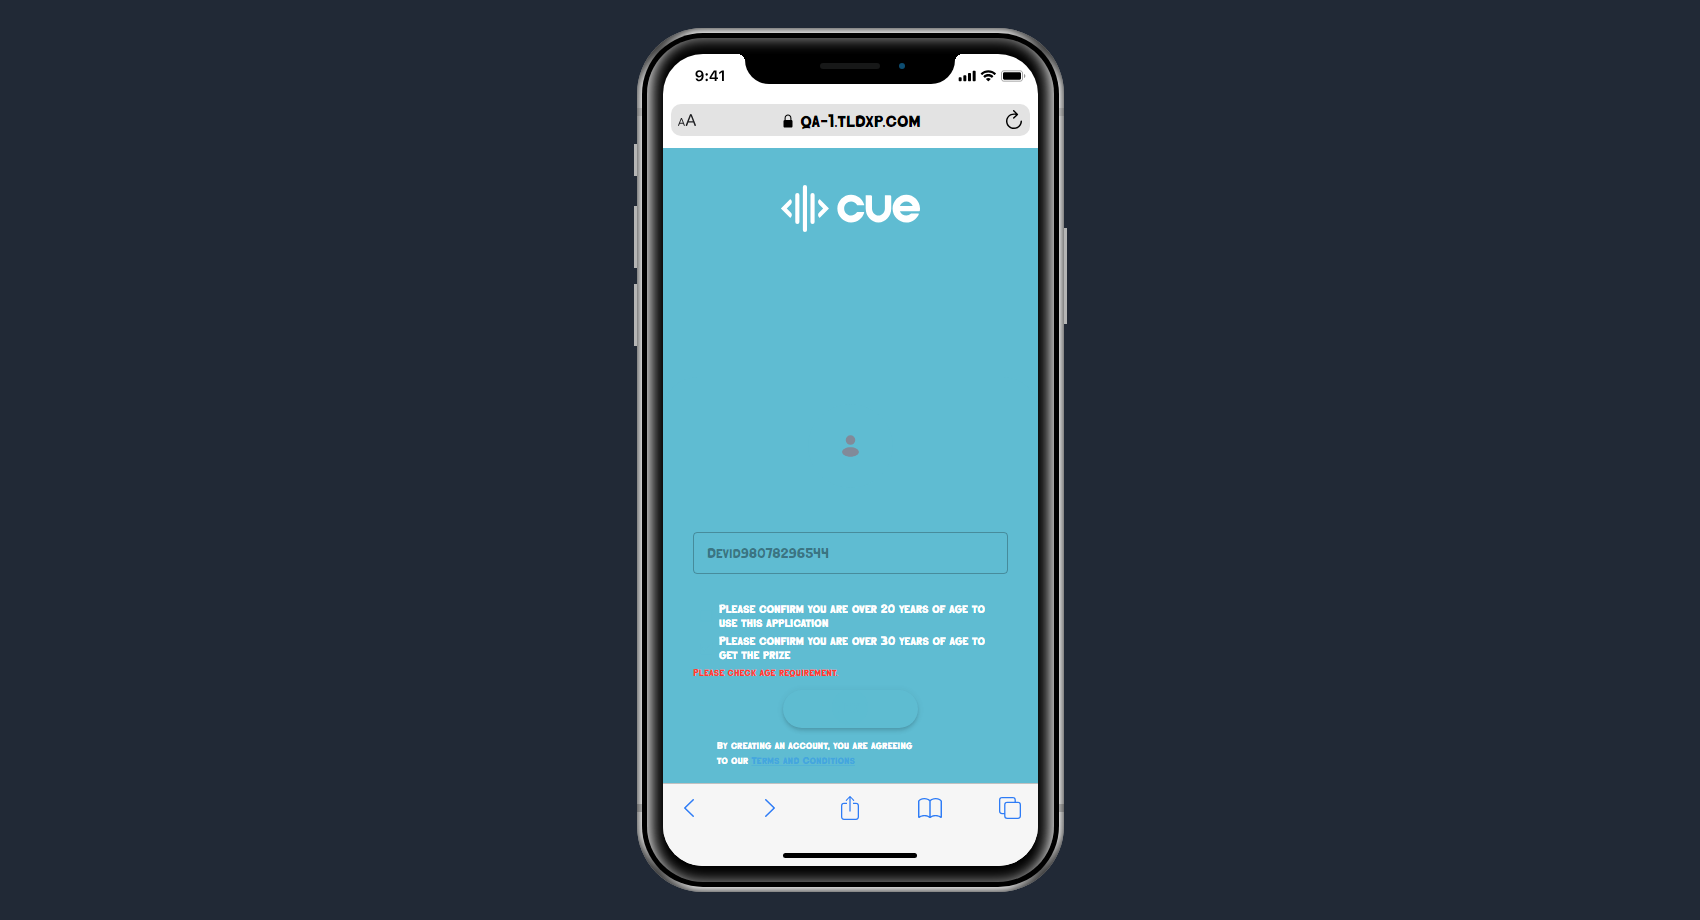 9:41
AA
QA-1.TLDXP.COM
cue
Devid98078296544
Please confirm you are over 20 years of age to
use this application
Please confirm you are over 30 years of age to
get the prize
Please check age requirement
By creating an account, you are agreeing
to our Terms and Conditions